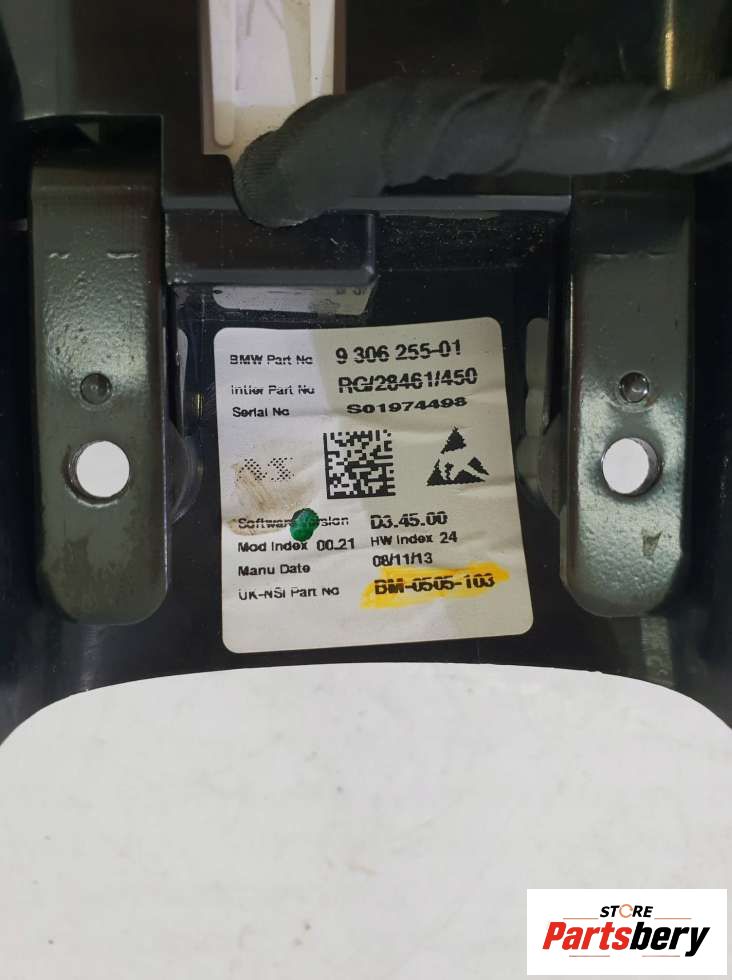 BMW Part No 9 306 255-01
Intier Part No RG/28461/450
Serial No S01974498
Software Version D3.45.00
Mod Index 00.21 HW Index 24
Manu Date 08/11/13
UK-NSI Part No BM-0505-103
STORE
Partsbery